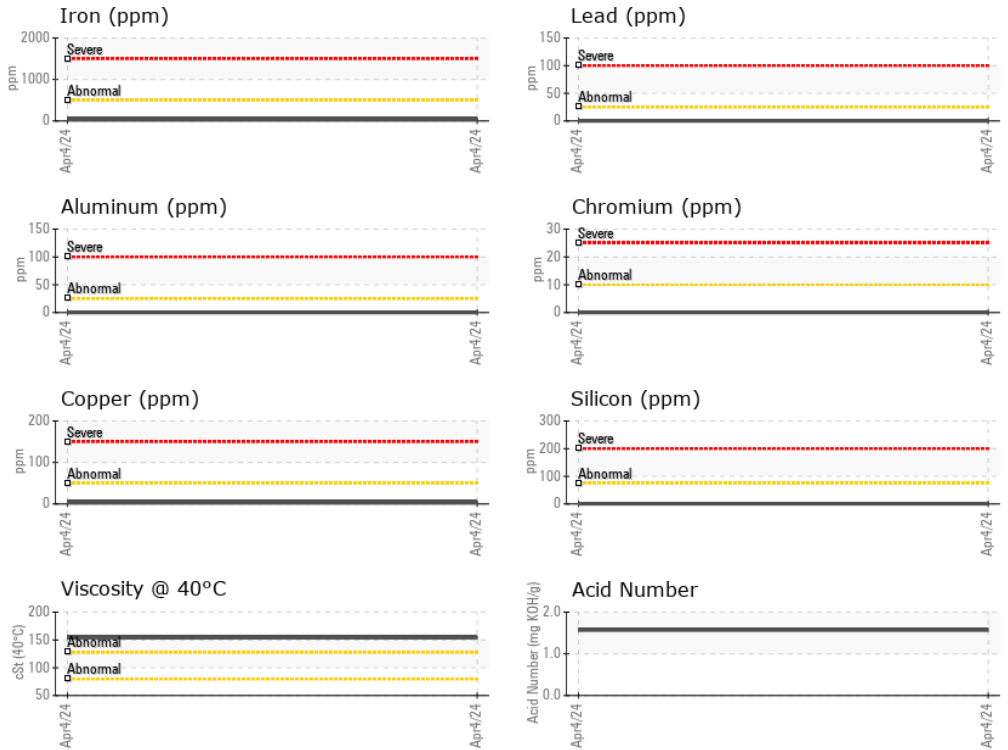 Iron (ppm)
2000
1000
0
ppm
Severe
Abnormal
Apr4/24
Apr4/24
Lead (ppm)
150
100
50
0
ppm
Severe
Abnormal
Apr4/24
Apr4/24
Aluminum (ppm)
150
100
50
0
ppm
Severe
Abnormal
Apr4/24
Apr4/24
Chromium (ppm)
30
20
10
0
ppm
Severe
Abnormal
Apr4/24
Apr4/24
Copper (ppm)
200
100
0
ppm
Severe
Abnormal
Apr4/24
Apr4/24
Silicon (ppm)
300
200
100
0
ppm
Severe
Abnormal
Apr4/24
Apr4/24
Viscosity @ 40°C
200
150
100
50
cSt (40°C)
Abnormal
Abnormal
Apr4/24
Apr4/24
Acid Number
2.0
1.0
0.0
Acid Number (mg KOH/g)
Apr4/24
Apr4/24